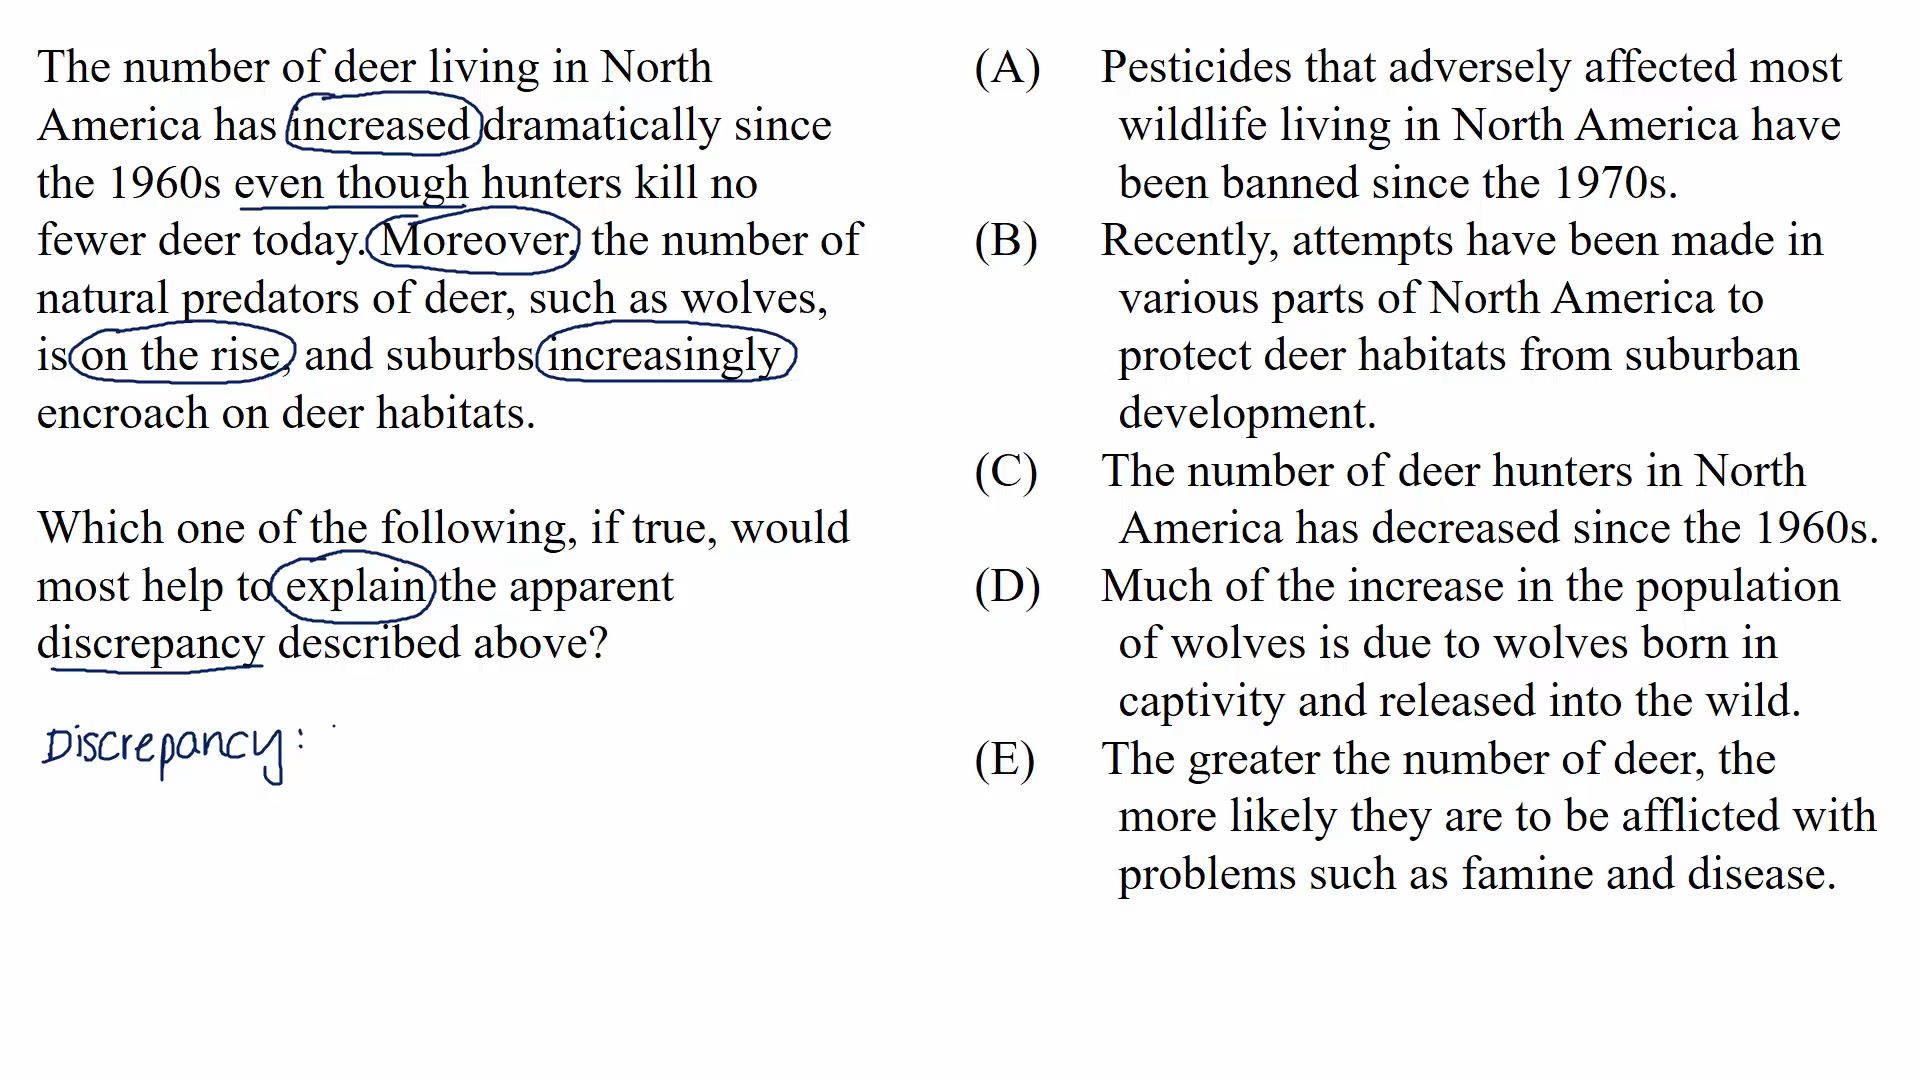 The number of deer living in North
America has increased dramatically since
the 1960s even though hunters kill no
fewer deer today. Moreover, the number of
natural predators of deer, such as wolves,
is on the rise, and suburbs increasingly
encroach on deer habitats.
Which one of the following, if true, would
most help to explain the apparent
discrepancy described above?
Discrepancy:
(A) Pesticides that adversely affected most
wildlife living in North America have
been banned since the 1970s.
(B) Recently, attempts have been made in
various parts of North America to
protect deer habitats from suburban
development.
(C) The number of deer hunters in North
America has decreased since the 1960s.
(D) Much of the increase in the population
of wolves is due to wolves born in
captivity and released into the wild.
(E) The greater the number of deer, the
more likely they are to be afflicted with
problems such as famine and disease.